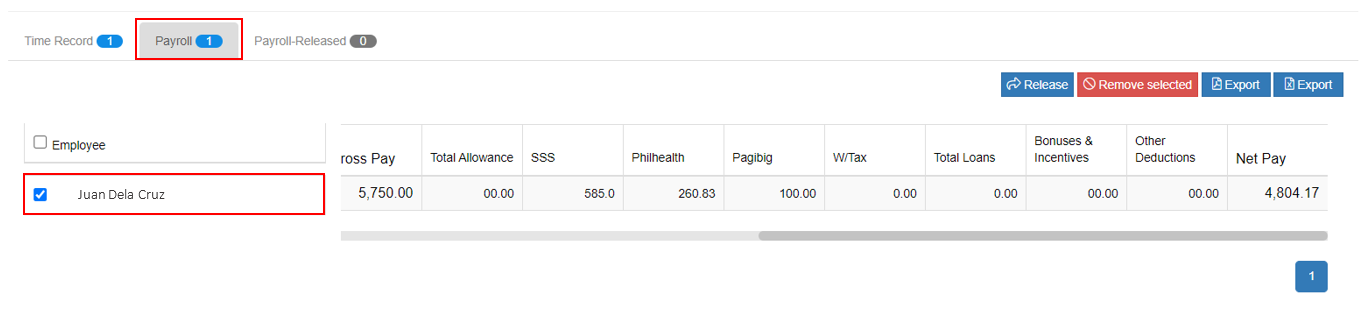 Time Record 1 Payroll 1 Payroll-Released 0
Release Remove selected Export Export
Employee ross Pay Total Allowance SSS Philhealth Pagibig W/Tax Total Loans Bonuses & Incentives Other Deductions Net Pay
Juan Dela Cruz 5,750.00 00.00 585.0 260.83 100.00 0.00 0.00 00.00 00.00 4,804.17
1